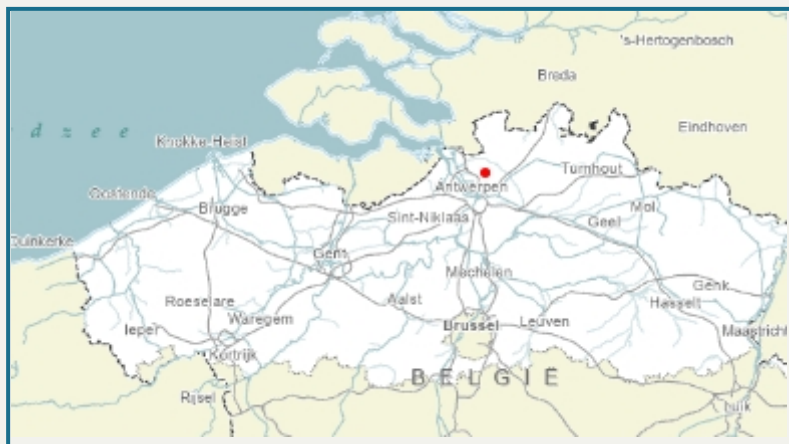 's-Hertogenbosch
Breda
d z e e
Eindhoven
Knokke-Heist
Turnhout
Antwerpen
Oostende
Brugge
Mol
Sint-Niklaas
Geel
Duinkerke
Gent
Mechelen
Genk
Roeselare
Aalst
Hasselt
Ieper
Waregem
Brussel
Leuven
Maastricht
Kortrijk
BELGIË
Rijsel
Luik